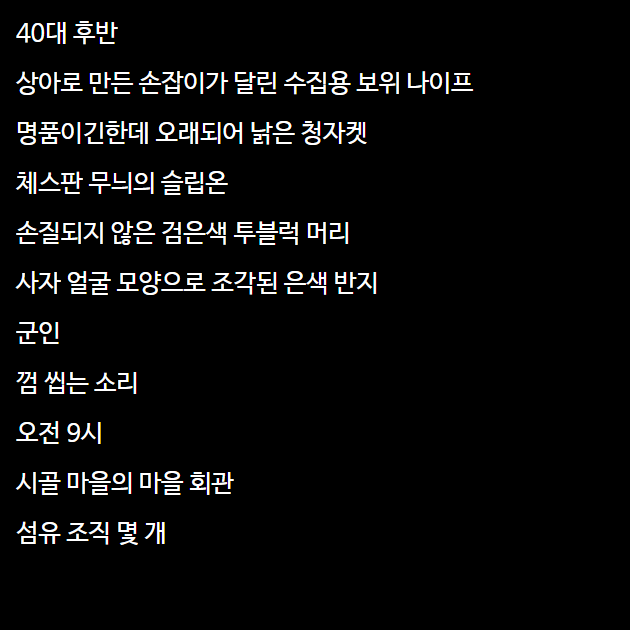 40대 후반
상아로 만든 손잡이가 달린 수집용 보위 나이프
명품이긴한데 오래되어 낡은 청자켓
체스판 무늬의 슬립온
손질되지 않은 검은색 투블럭 머리
사자 얼굴 모양으로 조각된 은색 반지
군인
껌 씹는 소리
오전 9시
시골 마을의 마을 회관
섬유 조직 몇 개